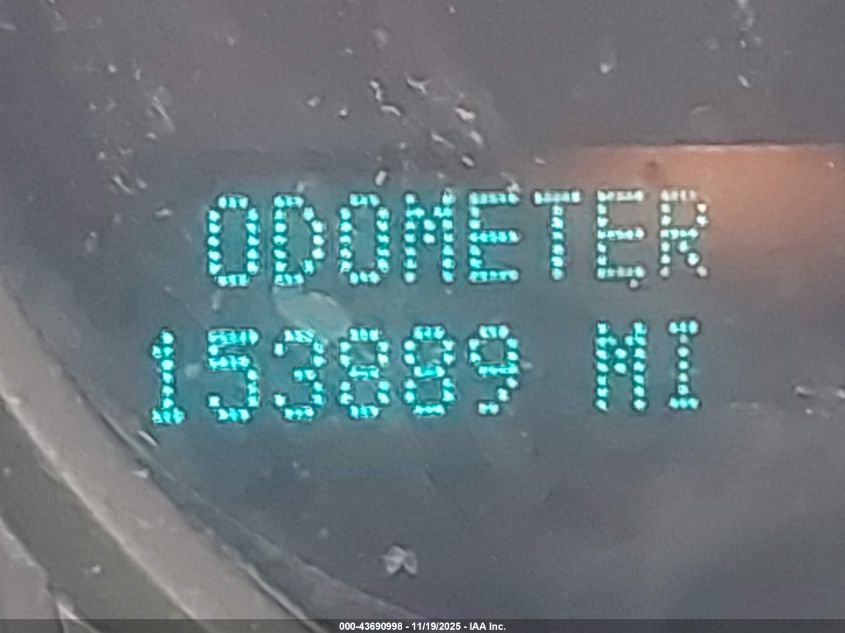 ODOMETER
153889 MI
000-43690998 - 11/19/2025 - IAA Inc.